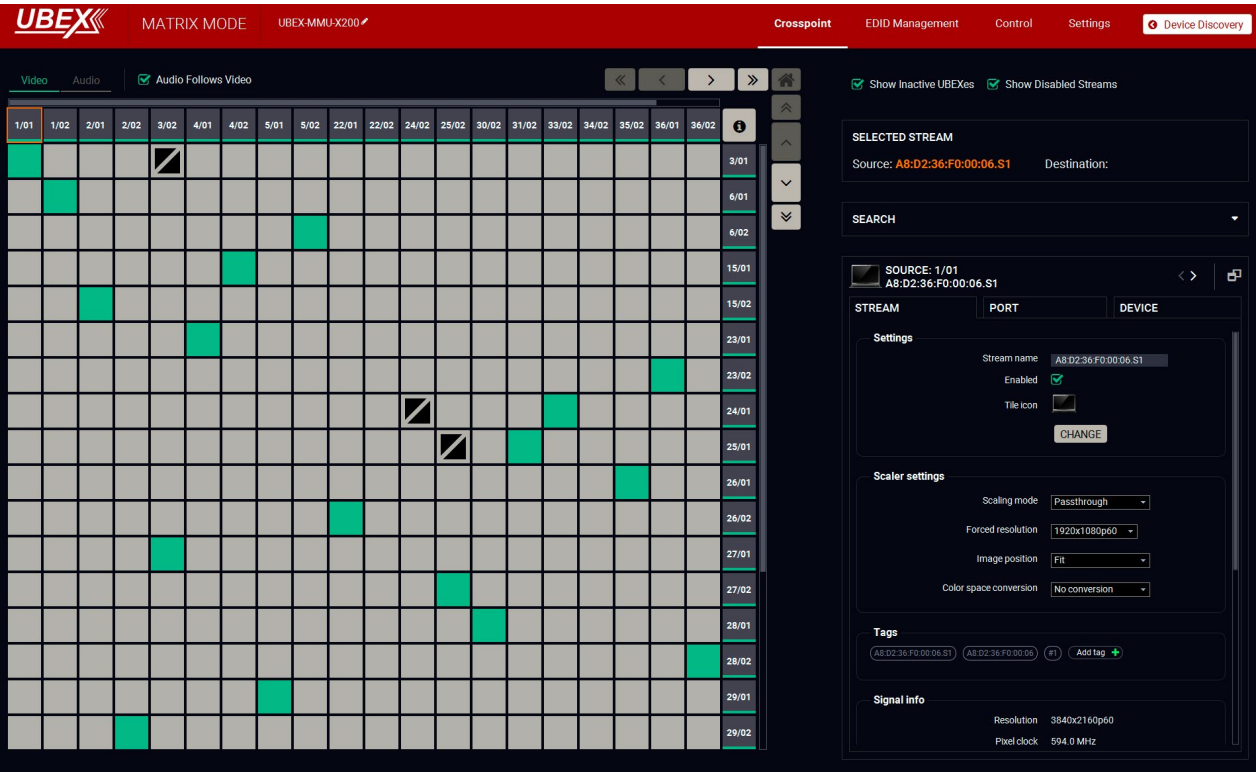 UBEX MATRIX MODE UBEX-MMU-X200 Crosspoint EDID Management Control Settings Device Discovery
Video Audio Audio Follows Video
Show Inactive UBEXes Show Disabled Streams
1/01 1/02 2/01 2/02 3/02 4/01 4/02 5/01 5/02 22/01 22/02 24/02 25/02 30/02 31/02 33/02 34/02 35/02 36/01 36/02
3/01
6/01
6/02
15/01
15/02
23/01
23/02
24/01
25/01
26/01
26/02
27/01
27/02
28/01
28/02
29/01
29/02
SELECTED STREAM
Source: A8:D2:36:F0:00:06.S1 Destination:
SEARCH
SOURCE: 1/01
A8:D2:36:F0:00:06.S1
STREAM PORT DEVICE
Settings
Stream name A8:D2:36:F0:00:06.S1
Enabled
Tile icon
CHANGE
Scaler settings
Scaling mode Passthrough
Forced resolution 1920x1080p60
Image position Fit
Color space conversion No conversion
Tags
A8:D2:36:F0:00:06.S1 A8:D2:36:F0:00:06 #1 Add tag
Signal info
Resolution 3840x2160p60
Pixel clock 594.0 MHz